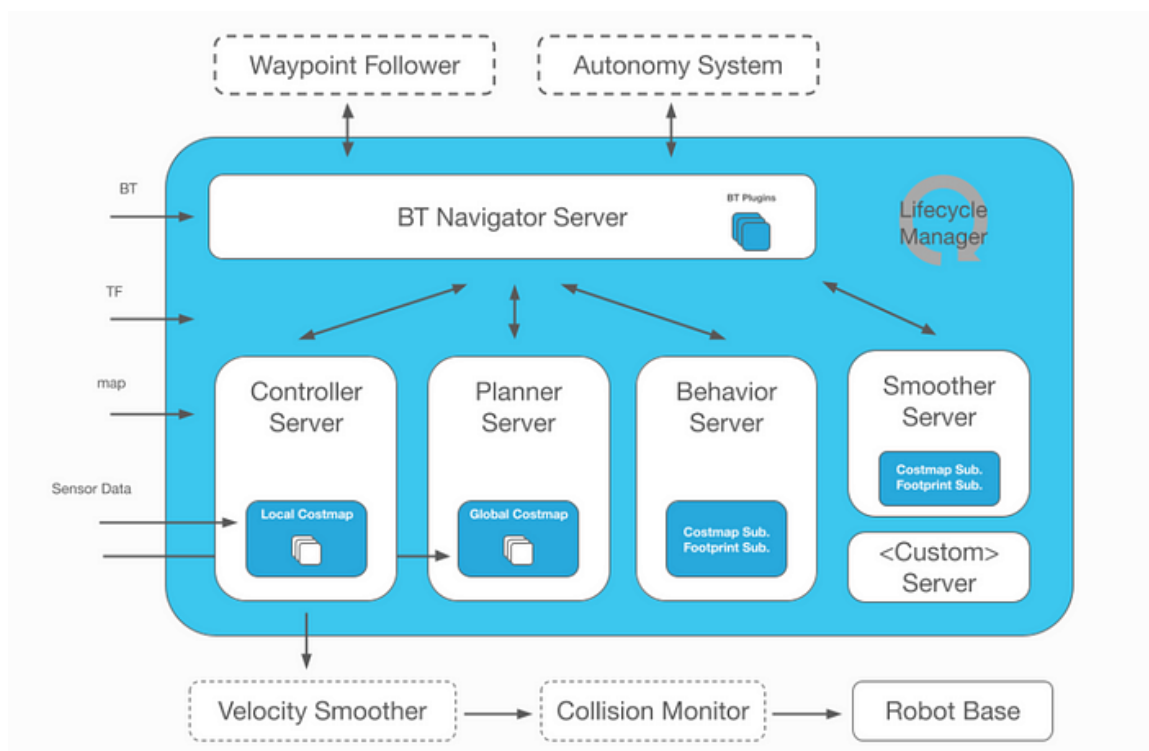 Waypoint Follower
Autonomy System
BT
BT Navigator Server
BT Plugins
Lifecycle
Manager
TF
map
Controller
Server
Planner
Server
Behavior
Server
Smoother
Server
Costmap Sub.
Footprint Sub.
Sensor Data
Local Costmap
Global Costmap
Costmap Sub.
Footprint Sub.
<Custom>
Server
Velocity Smoother
Collision Monitor
Robot Base